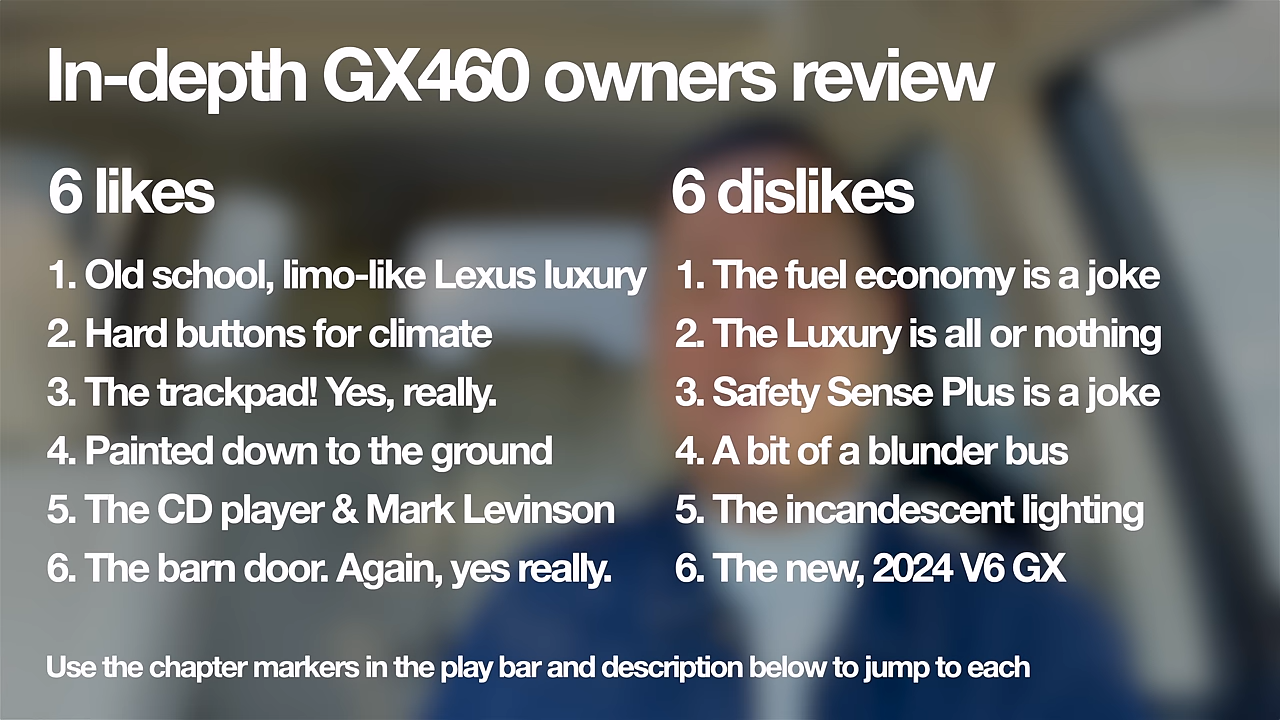 In-depth GX460 owners review
6 likes
1. Old school, limo-like Lexus luxury
2. Hard buttons for climate
3. The trackpad! Yes, really.
4. Painted down to the ground
5. The CD player & Mark Levinson
6. The barn door. Again, yes really.
6 dislikes
1. The fuel economy is a joke
2. The Luxury is all or nothing
3. Safety Sense Plus is a joke
4. A bit of a blunder bus
5. The incandescent lighting
6. The new, 2024 V6 GX
Use the chapter markers in the play bar and description below to jump to each